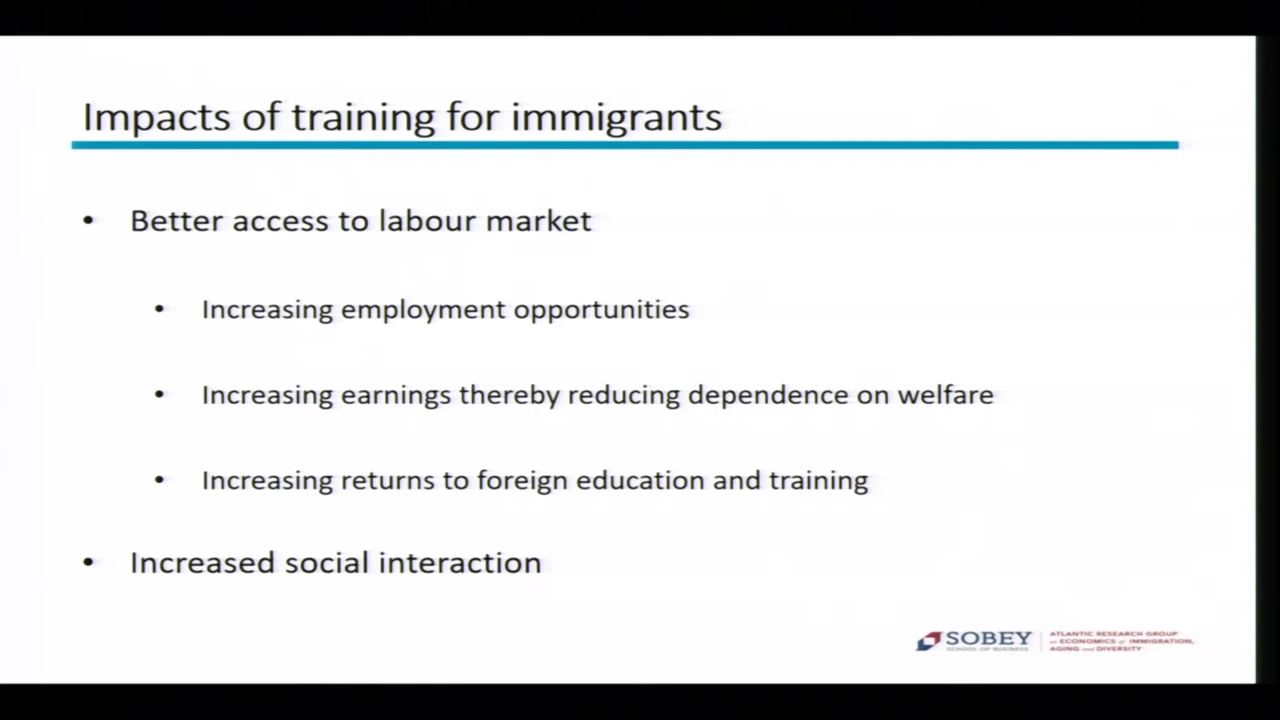 Impacts of training for immigrants
• Better access to labour market
• Increasing employment opportunities
• Increasing earnings thereby reducing dependence on welfare
• Increasing returns to foreign education and training
• Increased social interaction
SOBEY
SCHOOL OF BUSINESS
ATLANTIC RESEARCH GROUP
on ECONOMICS of IMMIGRATION,
AGING and DIVERSITY